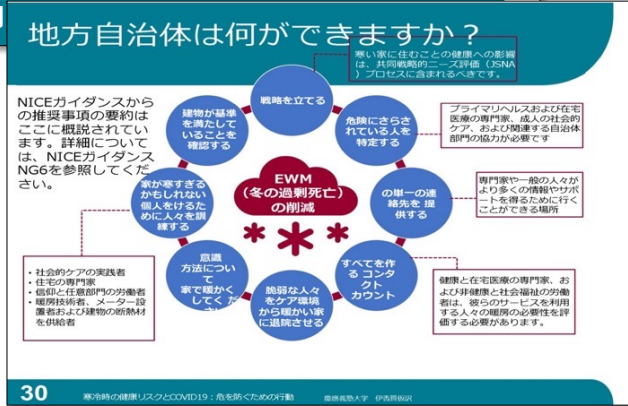 地方自治体は何ができますか？
寒い家に住むことの健康への影響
は、共同戦略的ニーズ評価（JSNA
）プロセスに含まれるべきです。
NICEガイダンスから
の推奨事項の要約は
ここに概説されてい
ます。詳細について
は、NICEガイダンス
NG6を参照してくだ
さい。
戦略を立てる
危険にさらさ
れている人を
特定する
プライマリヘルスおよび在宅
医療の専門家、成人の社会的
ケア、および関連する自治体
部門の協力が必要です
の単一の連
絡先を 提
供する
専門家や一般の人々が
より多くの情報やサポ
ートを得るために行く
ことができる場所
すべてを作
る コンタ
クト
カウント
健康と在宅医療の専門家、お
よび非健康と社会福祉の労働
者は、彼らのサービスを利用
する人々の暖房の必要性を評
価する必要があります。
脆弱な人々
をケア環境
から暖かい家
に退院させる
意識
方法につい
て
家で暖かく
してくだ
さい
家が寒すぎる
かもしれない
個人をけるた
めに人々を訓
練する
・社会的ケアの実践者
・住宅の専門家
・信仰と任意部門の労働者
・暖房技術者、メーター設
置者および建物の断熱材
を供給者
建物が基準
を満たして
いることを
確認する
EWM
（冬の過剰死亡）
の削減
30
寒冷時の健康リスクとCOVID19：危を防ぐための行動
慶應義塾大学 伊香賀仮訳